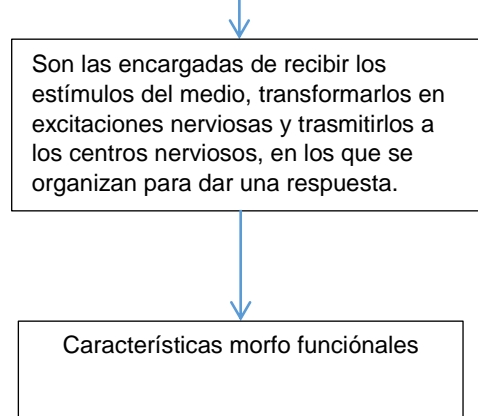 Son las encargadas de recibir los
estímulos del medio, transformarlos en
excitaciones nerviosas y trasmitirlos a
los centros nerviosos, en los que se
organizan para dar una respuesta.
Características morfo funciónales